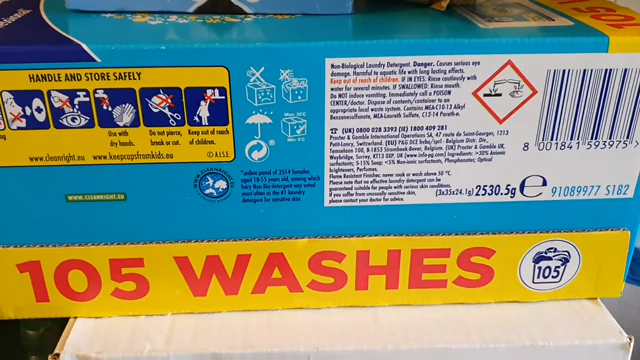 105
HANDLE AND STORE SAFELY
Use with
dry hands.
Do not pierce,
break or cut.
Keep out of reach
of children.
www.cleanright.eu www.keepcapsfromkids.eu © A.I.S.E.
WWW.CLEANRIGHT.EU
Max. 30°C
Min. 5°C
*online panel of 3514 females
aged 18-55 years old, among which
fairy Non Bio detergent was voted
most often as the #1 laundry
detergent for sensitive skin
Non-Biological Laundry Detergent. Danger. Causes serious eye
damage. Harmful to aquatic life with long lasting effects.
Keep out of reach of children. IF IN EYES: Rinse cautiously with
water for several minutes. IF SWALLOWED: Rinse mouth.
Do NOT induce vomiting. Immediately call a POISON
CENTER/doctor. Dispose of contents/container to an
appropriate local waste system. Contains MEA-C10-13 Alkyl
Benzenesulfonate, MEA-Laureth Sulfate, C12-14 Pareth-n.
(UK) 0800 028 3393 (IE) 1800 409 281
Procter & Gamble International Operations SA, 47 route de Saint-Georges, 1213
Petit-Lancy, Switzerland. (EU) P&G DCE bvba/sprl - Belgium Distr. Div.,
Temselaan 100, B-1853 Strombeek-Bever, Belgium. (UK) Procter & Gamble UK,
Weybridge, Surrey, KT13 0XP, UK (www.info-pg.com) Ingredients: >30% Anionic
surfactants; 5-15% Soap; <5% Non-ionic surfactants, Phosphonates; Optical
brighteners, Perfumes.
Flame Resistant Finishes: never soak or wash above 50 °C.
Please note that no effective laundry detergent can be
guaranteed suitable for people with serious skin conditions.
If you suffer from unusually sensitive skin,
please contact your doctor for advice.
(3x35x24.1g) 2530.5g e
8 001841 593975 >
91089977 S182
105 WASHES
105